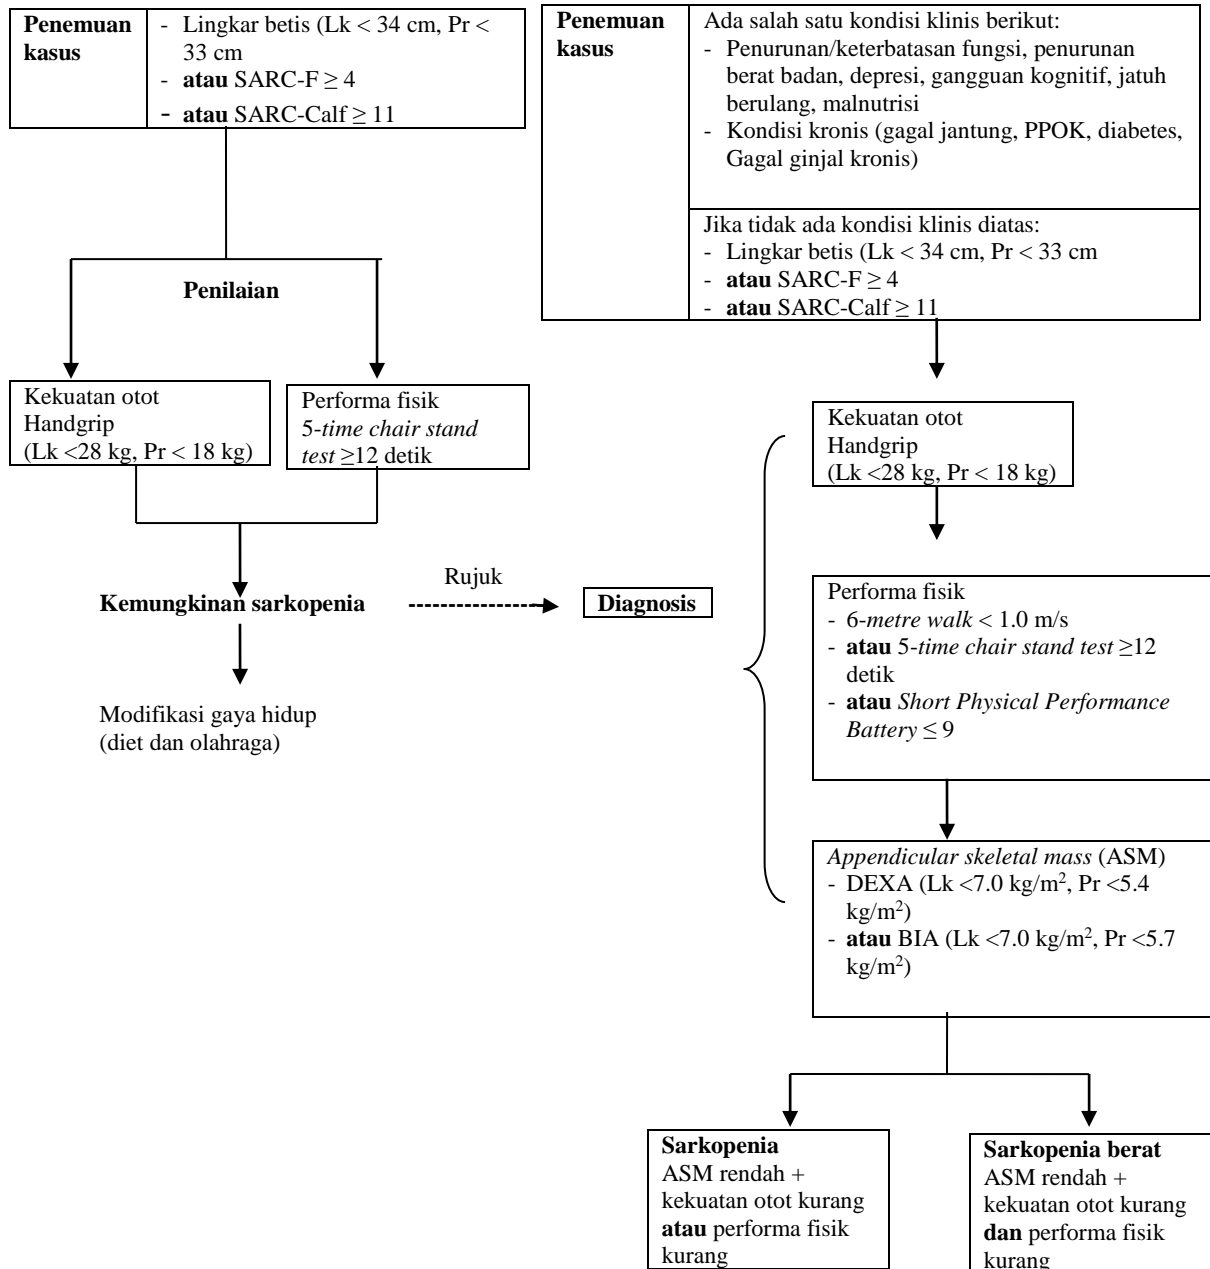 Penemuan
kasus
- Lingkar betis (Lk < 34 cm, Pr <
33 cm
- atau SARC-F ≥ 4
- atau SARC-Calf ≥ 11
Penilaian
Kekuatan otot
Handgrip
(Lk <28 kg, Pr < 18 kg)
Performa fisik
5-time chair stand
test ≥12 detik
Kemungkinan sarkopenia
Rujuk
Modifikasi gaya hidup
(diet dan olahraga)
Penemuan
kasus
Ada salah satu kondisi klinis berikut:
- Penurunan/keterbatasan fungsi, penurunan
berat badan, depresi, gangguan kognitif, jatuh
berulang, malnutrisi
- Kondisi kronis (gagal jantung, PPOK, diabetes,
Gagal ginjal kronis)
Jika tidak ada kondisi klinis diatas:
- Lingkar betis (Lk < 34 cm, Pr < 33 cm
- atau SARC-F ≥ 4
- atau SARC-Calf ≥ 11
Diagnosis
Kekuatan otot
Handgrip
(Lk <28 kg, Pr < 18 kg)
Performa fisik
- 6-metre walk < 1.0 m/s
- atau 5-time chair stand test ≥12
detik
- atau Short Physical Performance
Battery ≤ 9
Appendicular skeletal mass (ASM)
- DEXA (Lk <7.0 kg/m², Pr <5.4
kg/m²)
- atau BIA (Lk <7.0 kg/m², Pr <5.7
kg/m²)
Sarkopenia
ASM rendah +
kekuatan otot kurang
atau performa fisik
kurang
Sarkopenia berat
ASM rendah +
kekuatan otot kurang
dan performa fisik
kurang